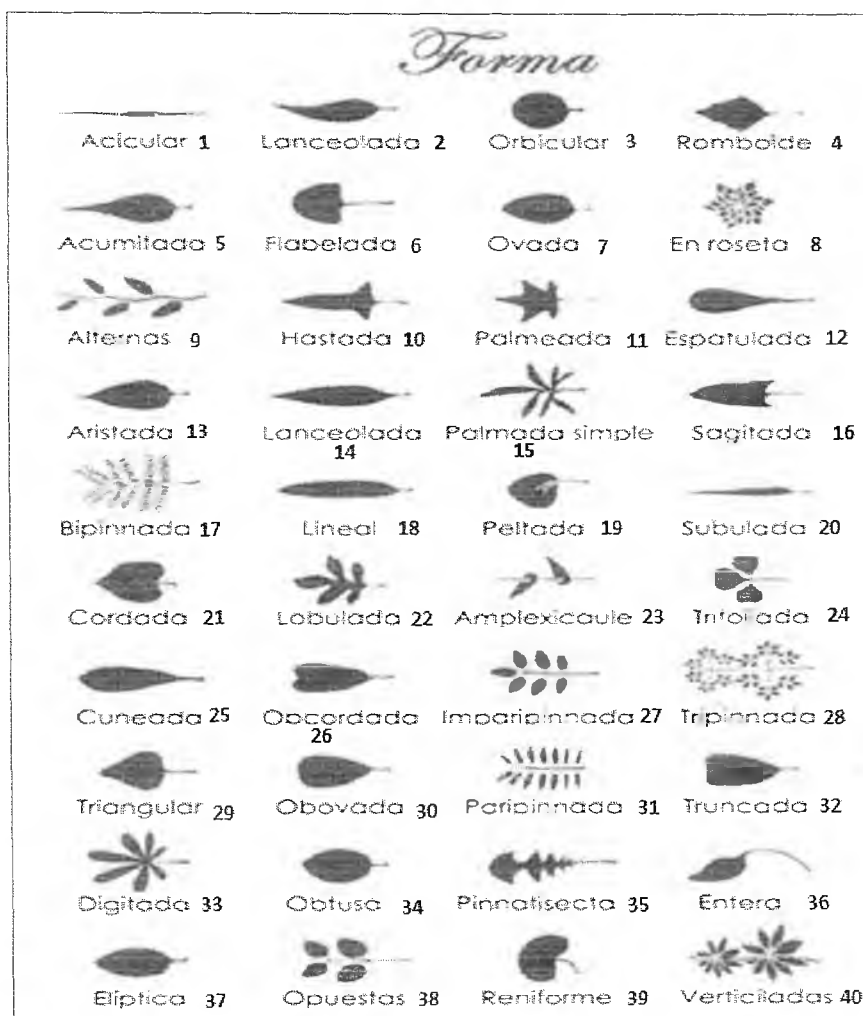 Forma
Acicular 1 Lanceolada 2 Orbicular 3 Romboide 4
Acumitada 5 Flabelada 6 Ovada 7 En roseta 8
Alternas 9 Hastada 10 Palmeada 11 Espatulada 12
Aristada 13 Lanceolada Palmada simple Sagitada 16
14 15
Bipinnada 17 Lineal 18 Peltada 19 Subulada 20
Cordada 21 Lobulada 22 Amplexicaule 23 Trifoliada 24
Cuneada 25 Obcordada Imparipinnada 27 Tripinnada 28
26
Triangular 29 Obovada 30 Paripinnada 31 Truncada 32
Digitada 33 Obtusa 34 Pinnatisecta 35 Entera 36
Elíptica 37 Opuestas 38 Reniforme 39 Verticiladas 40